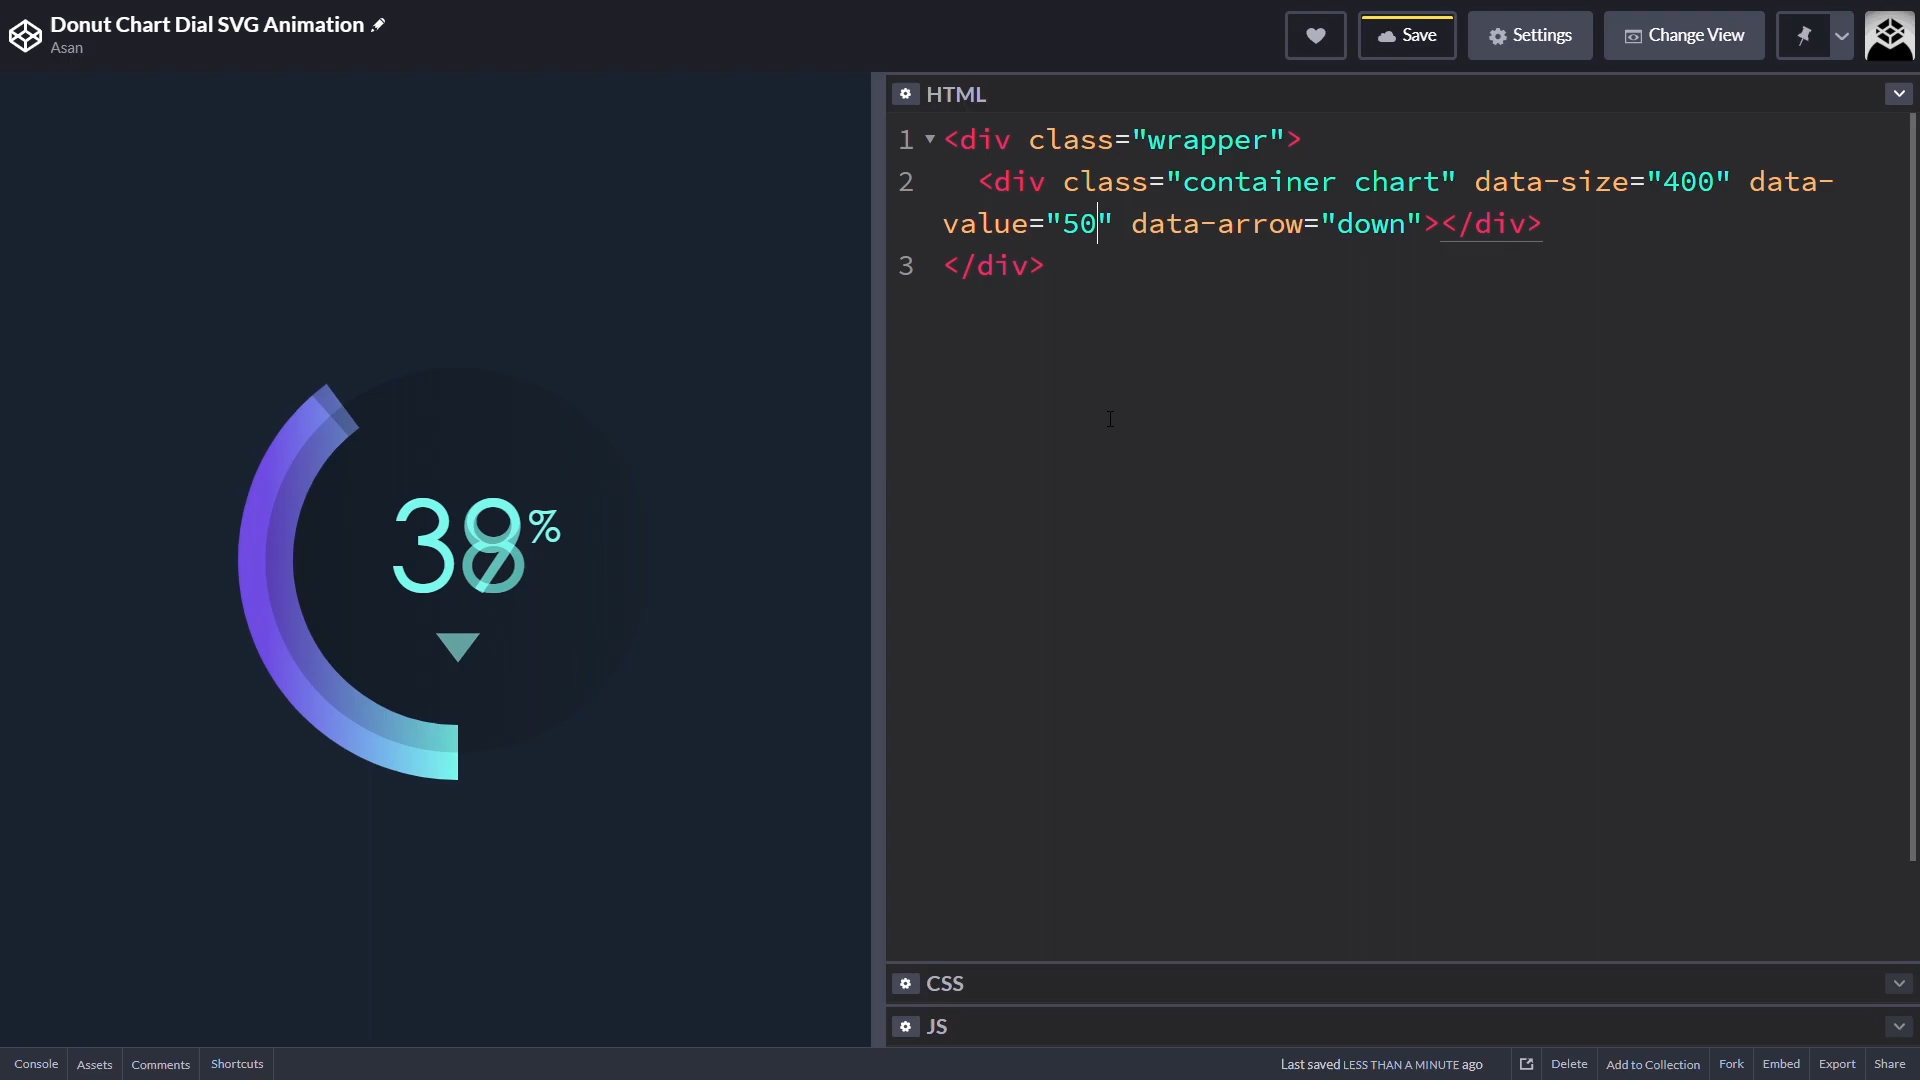 Donut Chart Dial SVG Animation
Asan
Save
Settings
Change View
HTML
1 <div class="wrapper">
2 <div class="container chart" data-size="400" data-
value="50" data-arrow="down"></div>
3 </div>
%
CSS
JS
Console
Assets
Comments
Shortcuts
Last saved LESS THAN A MINUTE ago
Delete
Add to Collection
Fork
Embed
Export
Share